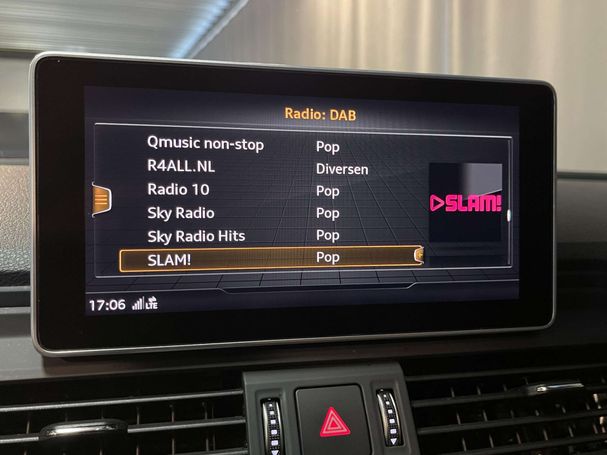 Radio: DAB
Qmusic non-stop Pop
R4ALL.NL Diversen
Radio 10 Pop
Sky Radio Pop
Sky Radio Hits Pop
SLAM! Pop
SLAM!
17:06 LTE